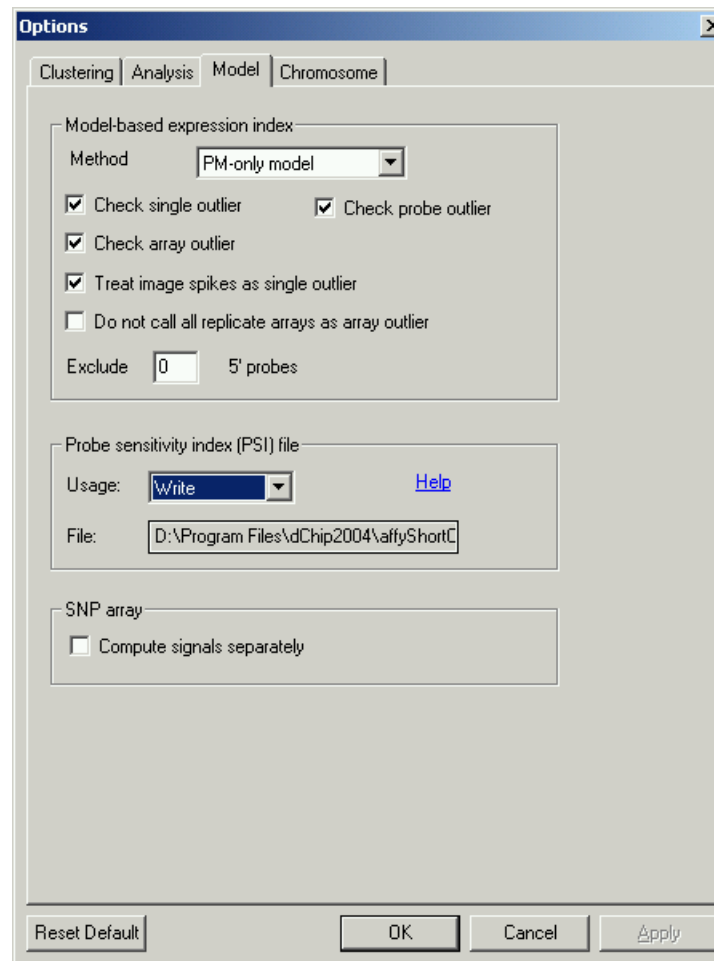 Options
Clustering Analysis Model Chromosome
Model-based expression index
Method PM-only model
Check single outlier Check probe outlier
Check array outlier
Treat image spikes as single outlier
Do not call all replicate arrays as array outlier
Exclude 0 5' probes
Probe sensitivity index (PSI) file
Usage: Write Help
File: D:\Program Files\dChip2004\affyShortC
SNP array
Compute signals separately
Reset Default OK Cancel Apply